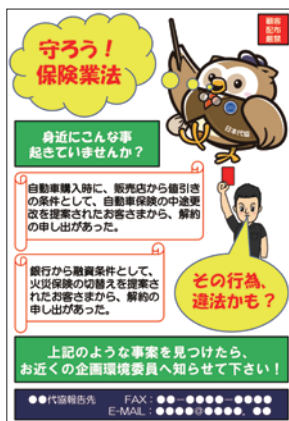 守ろう！
保険業法
顧客
配布
厳禁
日本代協
身近にこんな事
起きていませんか？
自動車購入時に、販売店から値引き
の条件として、自動車保険の中途更
改を提案されたお客さまから、解約
の申し出があった。
銀行から融資条件として、
火災保険の切替えを提案さ
れたお客さまから、解約の
申し出があった。
その行為、
違法かも？
上記のような事案を見つけたら、
お近くの企画環境委員へ知らせて下さい！
●●代協報告先 FAX：●●－●●●●－●●●●
E-MAIL：●●●●@●●●●．●●